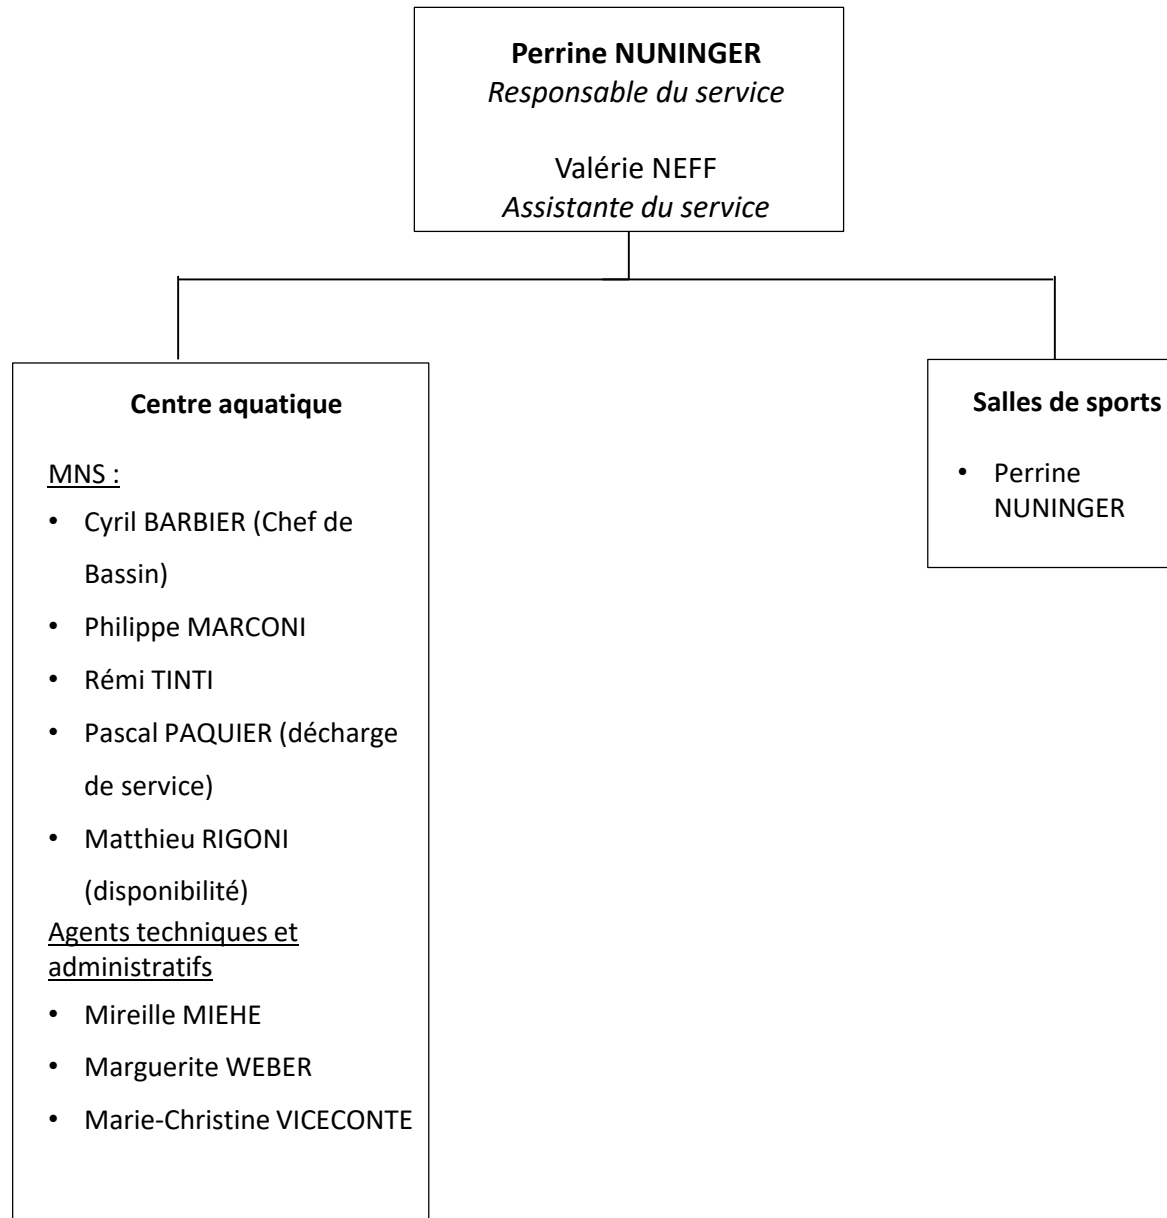 Perrine NUNINGER
Responsable du service
Valérie NEFF
Assistante du service
Centre aquatique
MNS :
• Cyril BARBIER (Chef de
Bassin)
• Philippe MARCONI
• Rémi TINTI
• Pascal PAQUIER (décharge
de service)
• Matthieu RIGONI
(disponibilité)
Agents techniques et
administratifs
• Mireille MIEHE
• Marguerite WEBER
• Marie-Christine VICECONTE
Salles de sports
• Perrine
NUNINGER